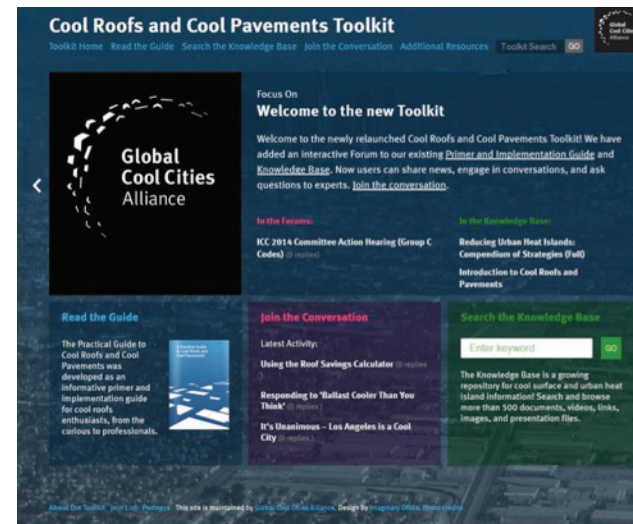 Cool Roofs and Cool Pavements Toolkit
Toolkit Home Read the Guide Search the Knowledge Base Join the Conversation Additional Resources Toolkit Search GO
Global
Cool Cities
Alliance
Focus On
Welcome to the new Toolkit
Welcome to the newly relaunched Cool Roofs and Cool Pavements Toolkit! We have
added an interactive Forum to our existing Primer and Implementation Guide and
Knowledge Base. Now users can share news, engage in conversations, and ask
questions to experts. Join the conversation.
In the Forums:
ICC 2014 Committee Action Hearing (Group C
Codes) (0 replies)
In the Knowledge Base:
Reducing Urban Heat Islands:
Compendium of Strategies (Full)
Introduction to Cool Roofs and
Pavements
Global
Cool Cities
Alliance
Read the Guide
The Practical Guide to
Cool Roofs and Cool
Pavements was
developed as an
informative primer and
implementation guide
for cool roofs
enthusiasts, from the
curious to professionals.
Join the Conversation
Latest Activity:
Using the Roof Savings Calculator (0 replies
)
Responding to 'Ballast Cooler Than You
Think' (0 replies )
It's Unanimous – Los Angeles is a Cool
City (0 replies )
Search the Knowledge Base
Enter keyword GO
The Knowledge Base is a growing
repository for cool surface and urban heat
island information! Search and browse
more than 500 documents, videos, links,
images, and presentation files.
About the Toolkit Join List Partners This site is maintained by Global Cool Cities Alliance. Design by Imaginary Office. Photo credits